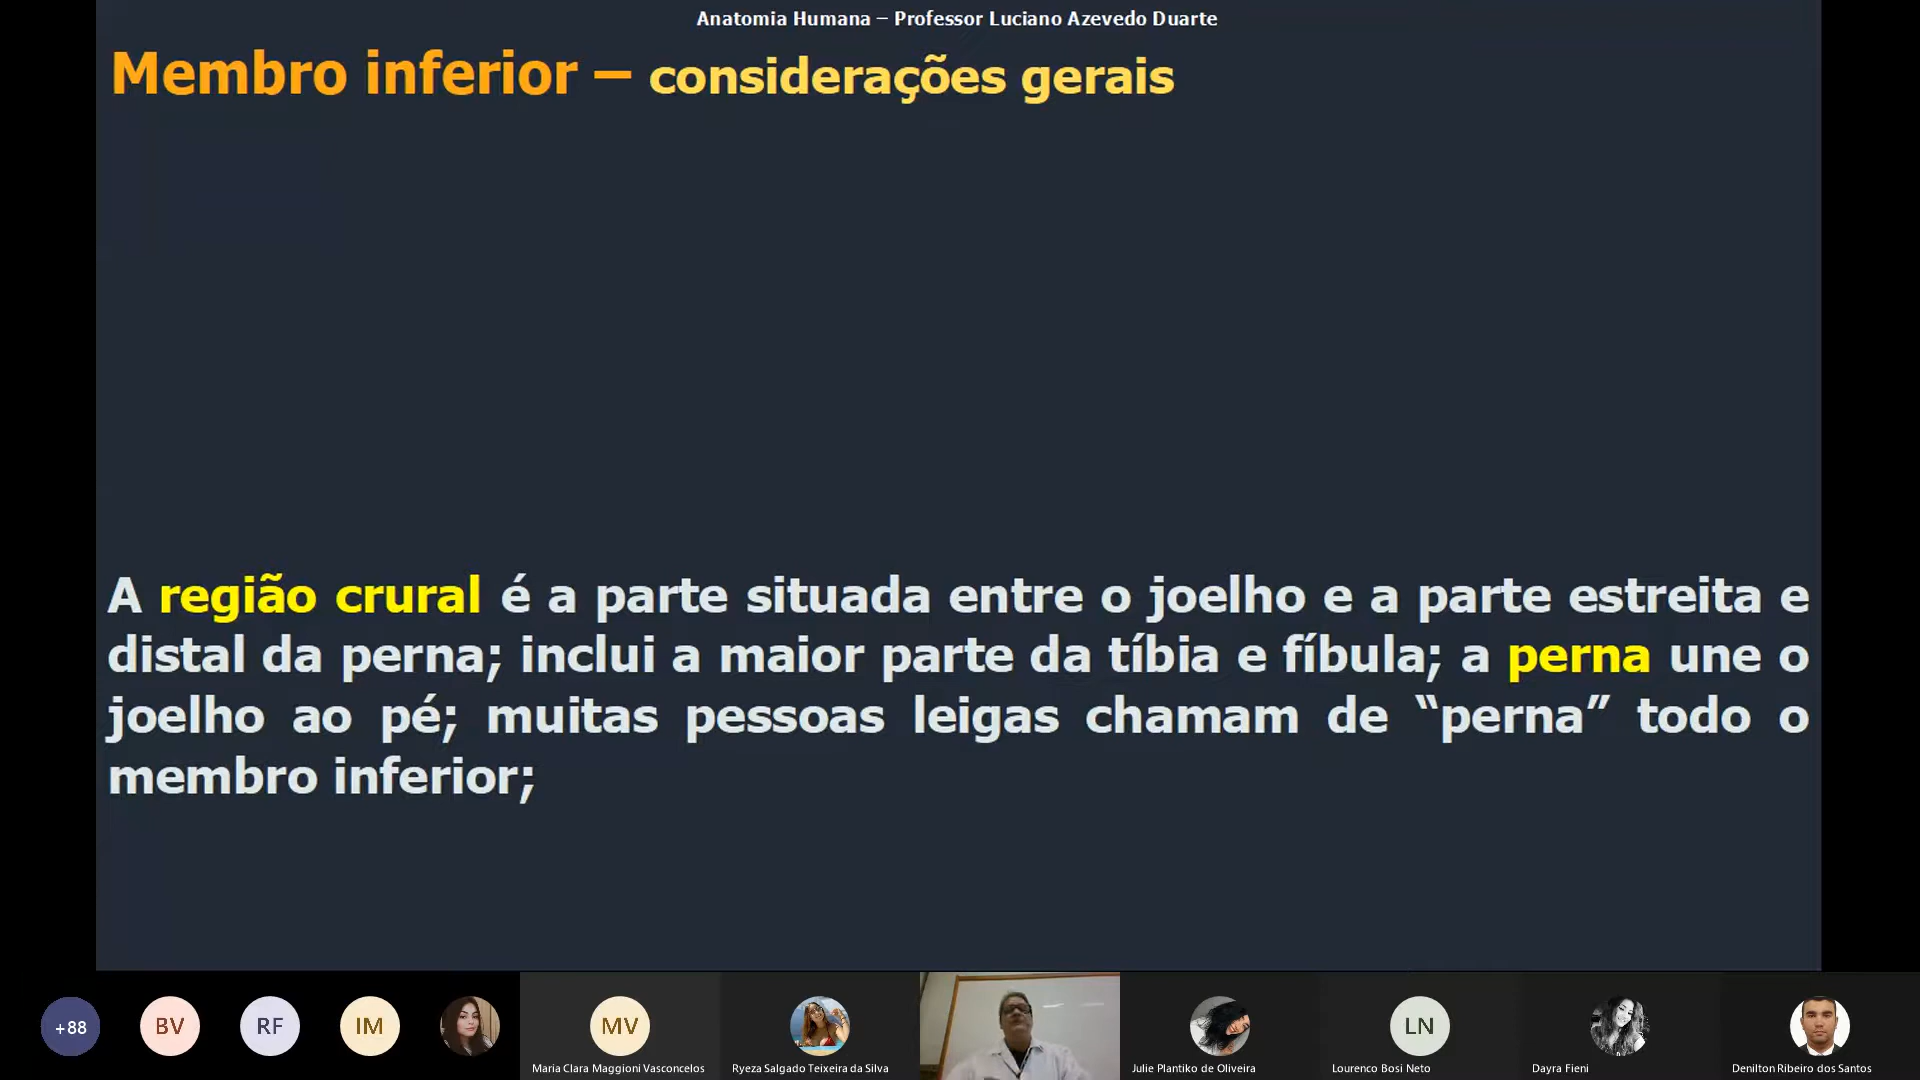 Anatomia Humana – Professor Luciano Azevedo Duarte
Membro inferior – considerações gerais
A região crural é a parte situada entre o joelho e a parte estreita e
distal da perna; inclui a maior parte da tíbia e fíbula; a perna une o
joelho ao pé; muitas pessoas leigas chamam de “perna” todo o
membro inferior;
+88
BV
RF
IM
MV
LN
Maria Clara Maggioni Vasconcelos
Ryeza Salgado Teixeira da Silva
Julie Plantiko de Oliveira
Lourenco Bosi Neto
Dayra Fieni
Denilton Ribeiro dos Santos